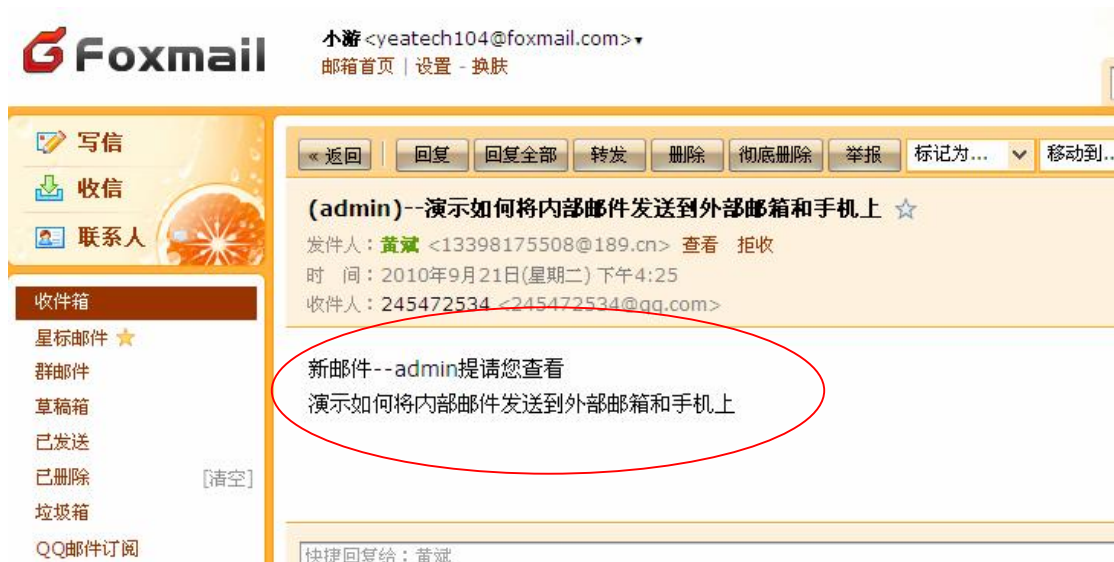 Foxmail
小游<yeatech104@foxmail.com>▾
邮箱首页 | 设置 - 换肤
写信
收信
联系人
收件箱
星标邮件
群邮件
草稿箱
已发送
已删除 [清空]
垃圾箱
QQ邮件订阅
«返回 回复 回复全部 转发 删除 彻底删除 举报 标记为... 移动到..
(admin)--演示如何将内部邮件发送到外部邮箱和手机上 ☆
发件人：黄斌 <13398175508@189.cn> 查看 拒收
时 间：2010年9月21日(星期二) 下午4:25
收件人：245472534 <245472534@qq.com>
新邮件--admin提请您查看
演示如何将内部邮件发送到外部邮箱和手机上
快捷回复给：黄斌